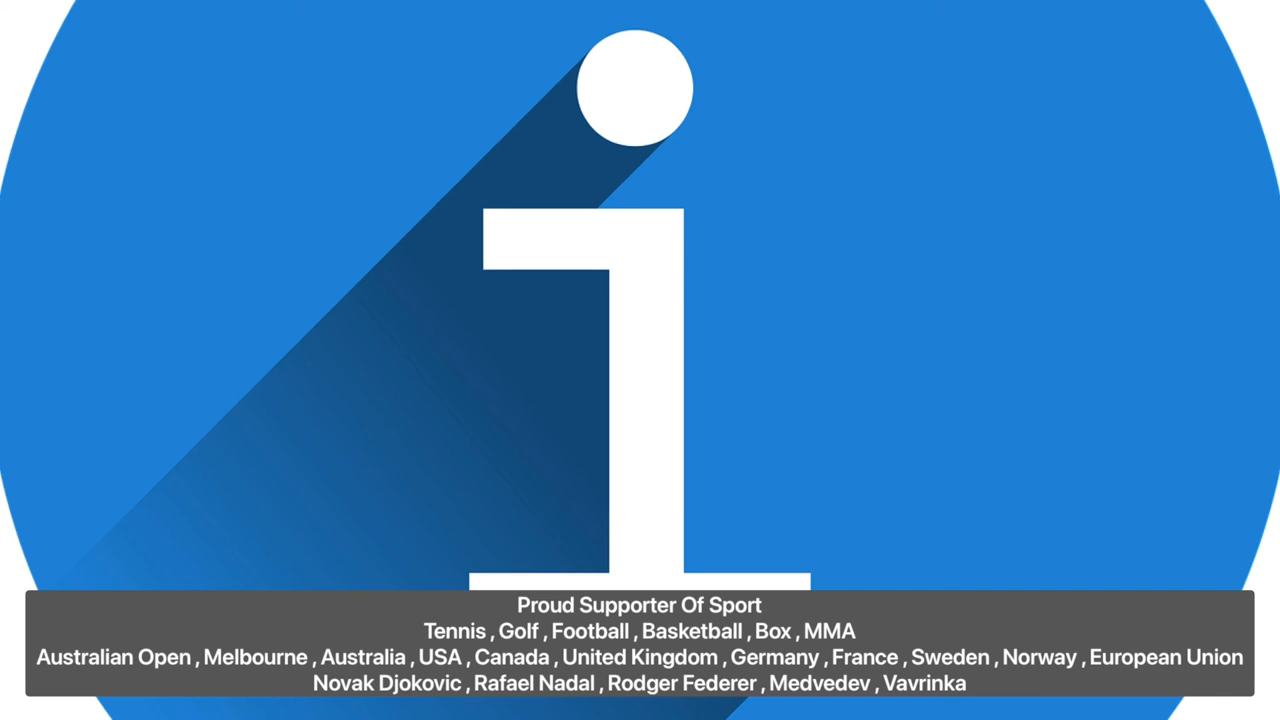 i
Proud Supporter Of Sport
Tennis , Golf , Football , Basketball , Box , MMA
Australian Open , Melbourne , Australia , USA , Canada , United Kingdom , Germany , France , Sweden , Norway , European Union
Novak Djokovic , Rafael Nadal , Rodger Federer , Medvedev , Vavrinka